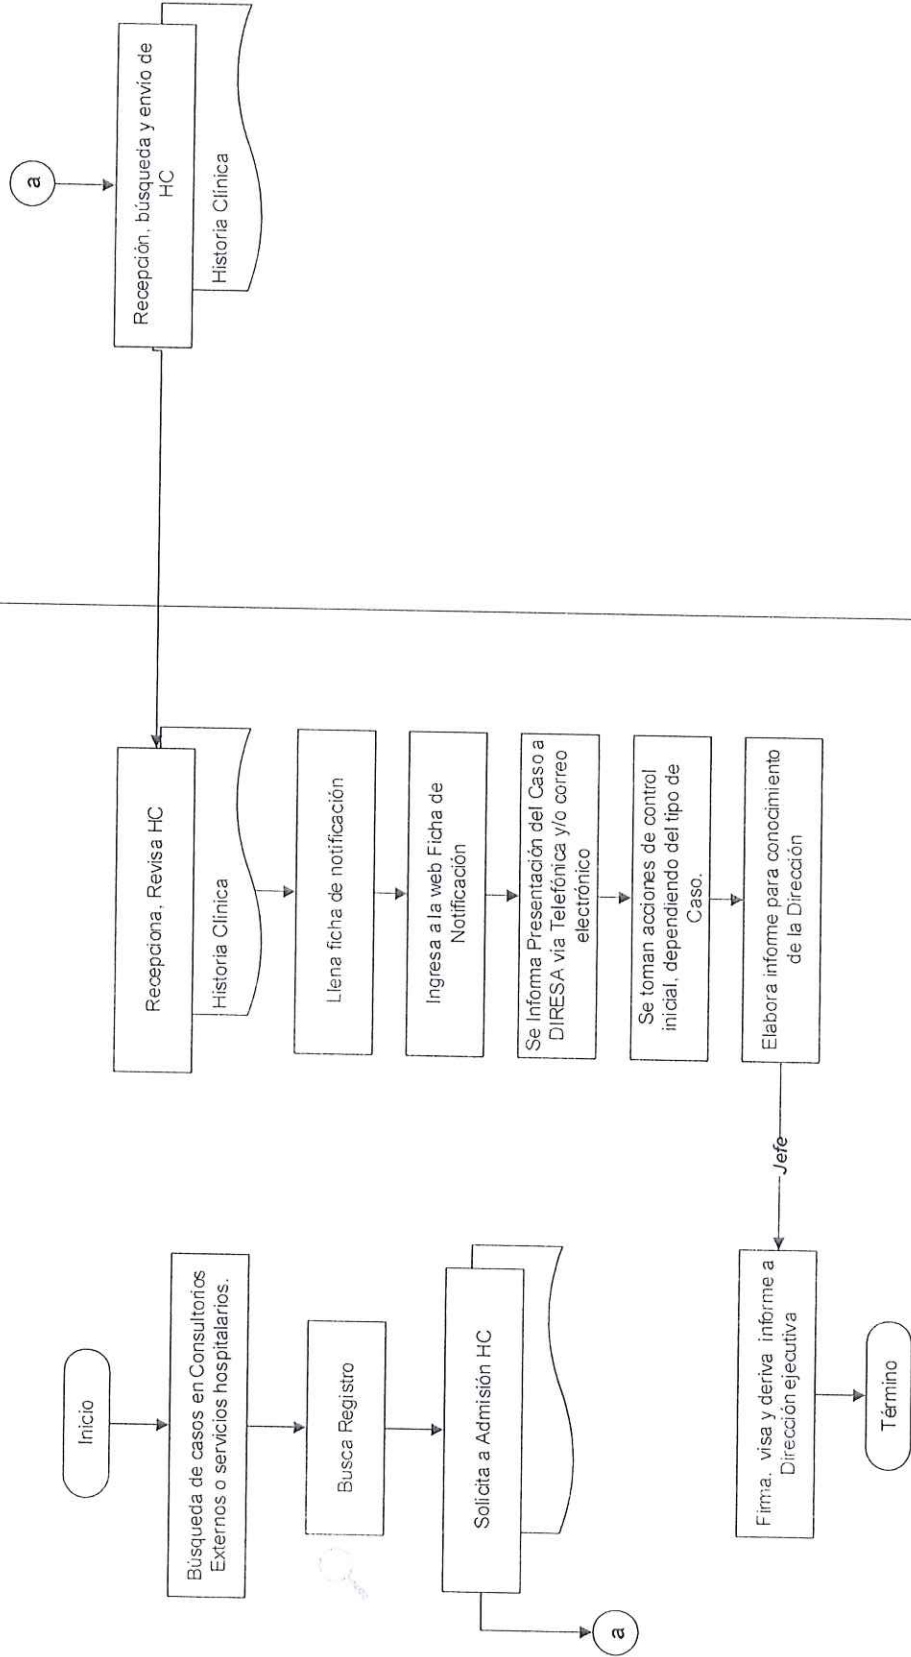 Inicio
Búsqueda de casos en Consultorios
Externos o servicios hospitalarios.
Busca Registro
Solicita a Admisión HC
a
Recepciona, Revisa HC
Historia Clínica
Llena ficha de notificación
Ingresa a la web Ficha de
Notificación
Se Informa Presentación del Caso a
DIRESA via Telefónica y/o correo
electrónico
Se toman acciones de control
inicial, dependiendo del tipo de
Caso.
Elabora informe para conocimiento
de la Dirección
Jefe
Firma, visa y deriva informe a
Dirección ejecutiva
Término
a
Recepción, búsqueda y envío de
HC
Historia Clínica